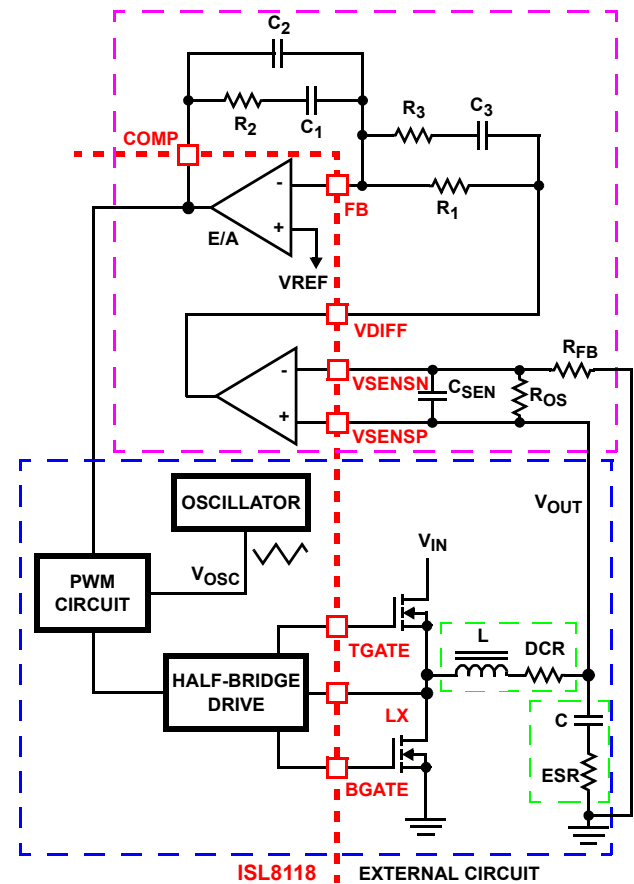 C2
R2
C1
R3
C3
COMP
R1
-
+
E/A
FB
VREF
VDIFF
RFB
-
+
VSENSN
CSEN
ROS
VSENSP
OSCILLATOR
VOUT
VIN
PWM
CIRCUIT
VOSC
TGATE
L
DCR
HALF-BRIDGE
DRIVE
LX
C
ESR
BGATE
ISL8118
EXTERNAL CIRCUIT